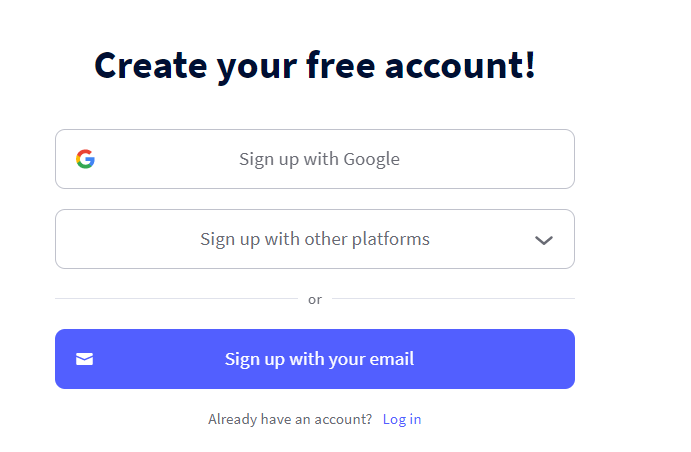 Create your free account!
Sign up with Google
Sign up with other platforms
or
Sign up with your email
Already have an account? Log in